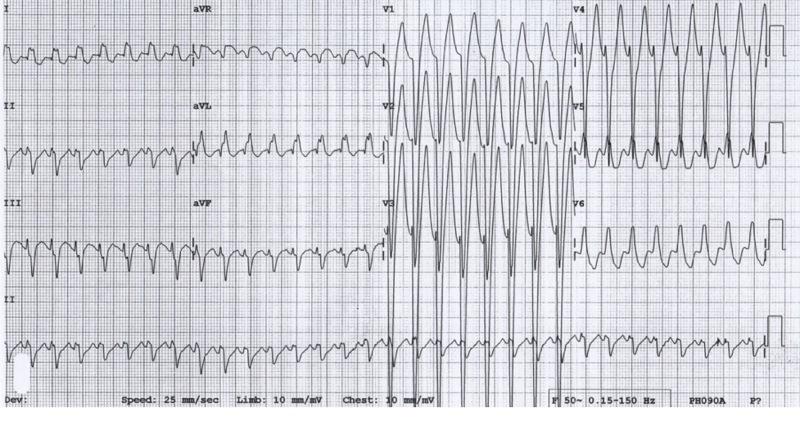 I aVR V1 V4
II aVL V2 V5
III aVF V3 V6
II
Dev: Speed: 25 mm/sec Limb: 10 mm/mV Chest: 10 mm/mV F 50~ 0.15-150 Hz PH090A P?